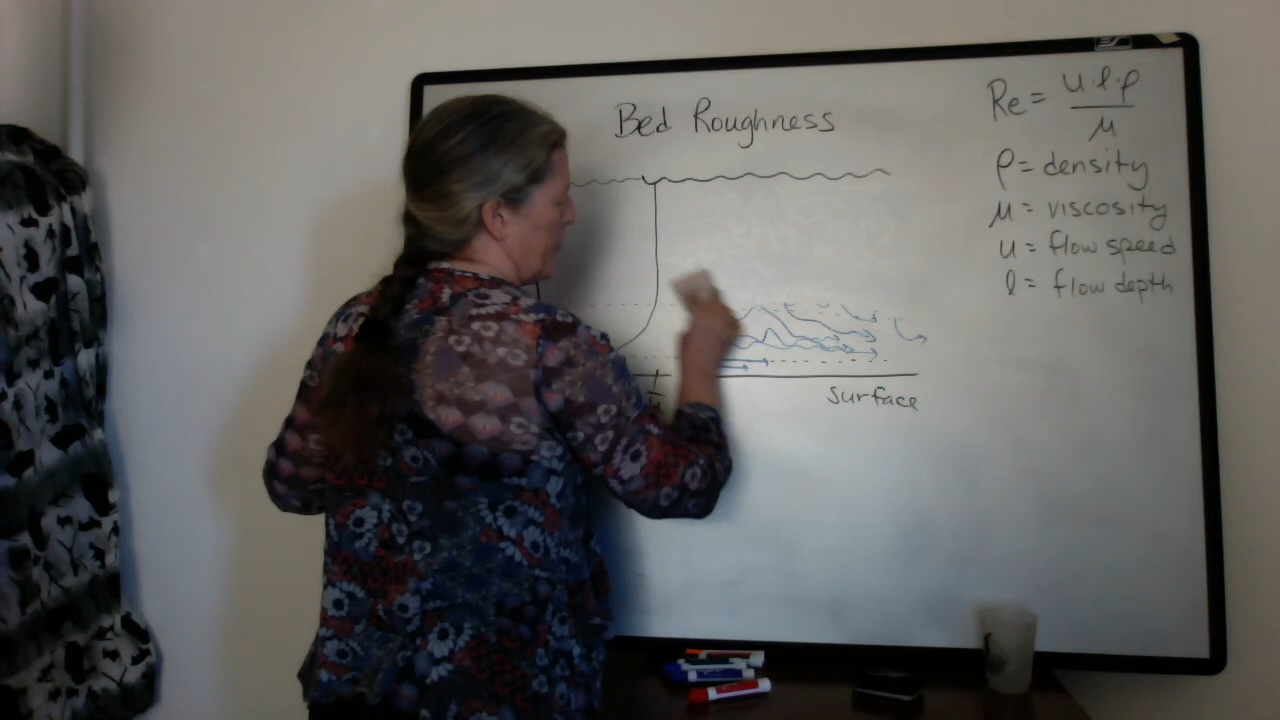 Bed Roughness
Re = u·l·ρ / μ
ρ = density
μ = viscosity
u = flow speed
l = flow depth
Surface